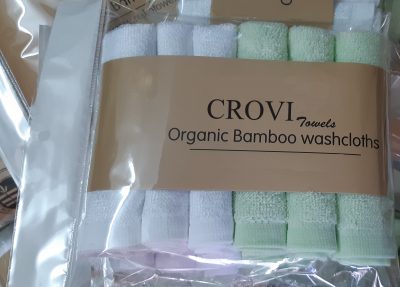 CROVI Towels
Organic Bamboo washcloths